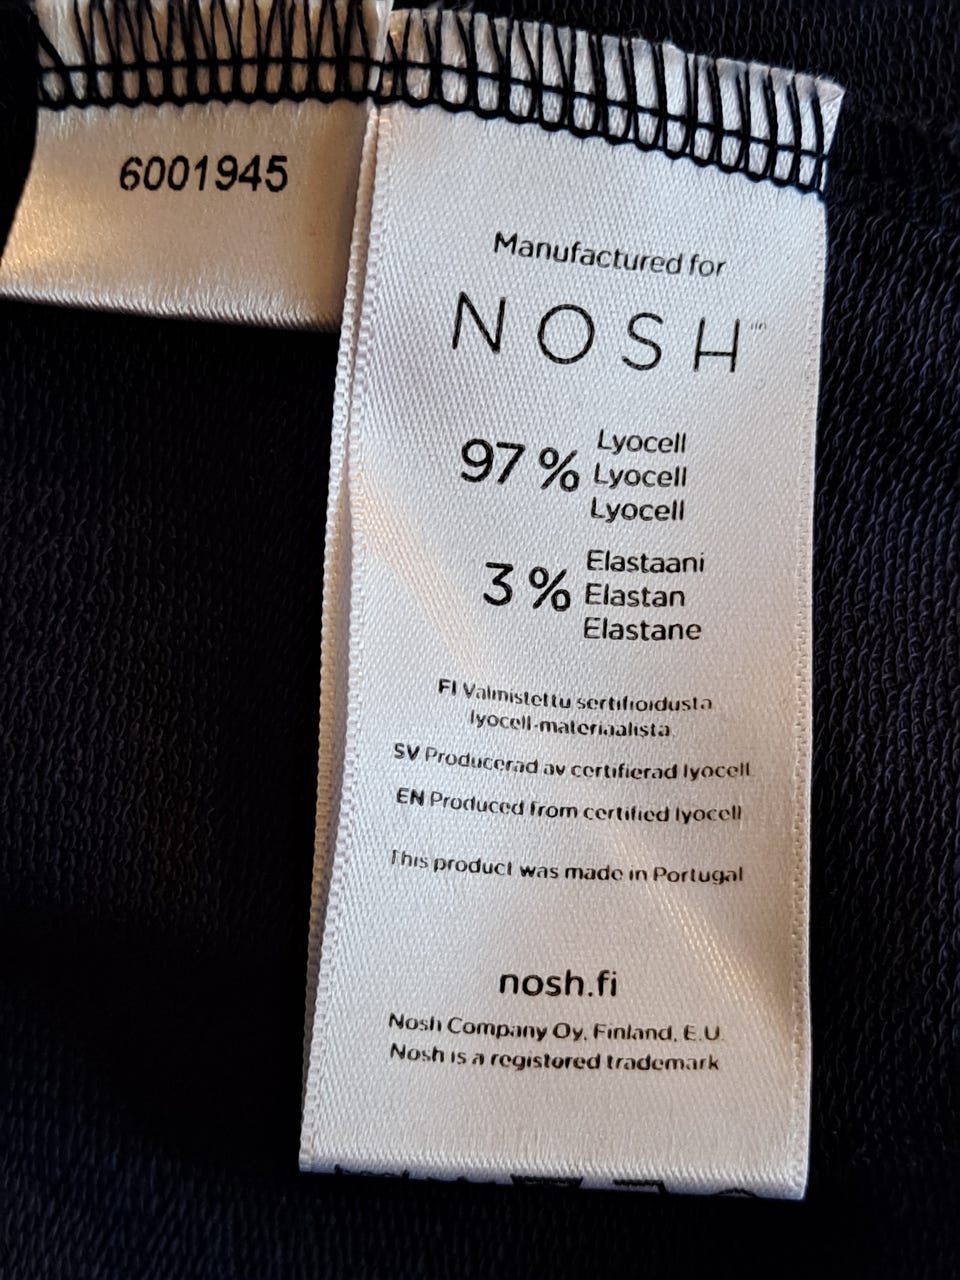 6001945
Manufactured for
NOSH
97 % Lyocell
Lyocell
Lyocell
3 % Elastaani
Elastan
Elastane
FI Valmistettu sertifioidusta
lyocell-materiaalista
SV Producerad av certifierad lyocell
EN Produced from certified lyocell
This product was made in Portugal
nosh.fi
Nosh Company Oy, Finland, E.U.
Nosh is a registered trademark